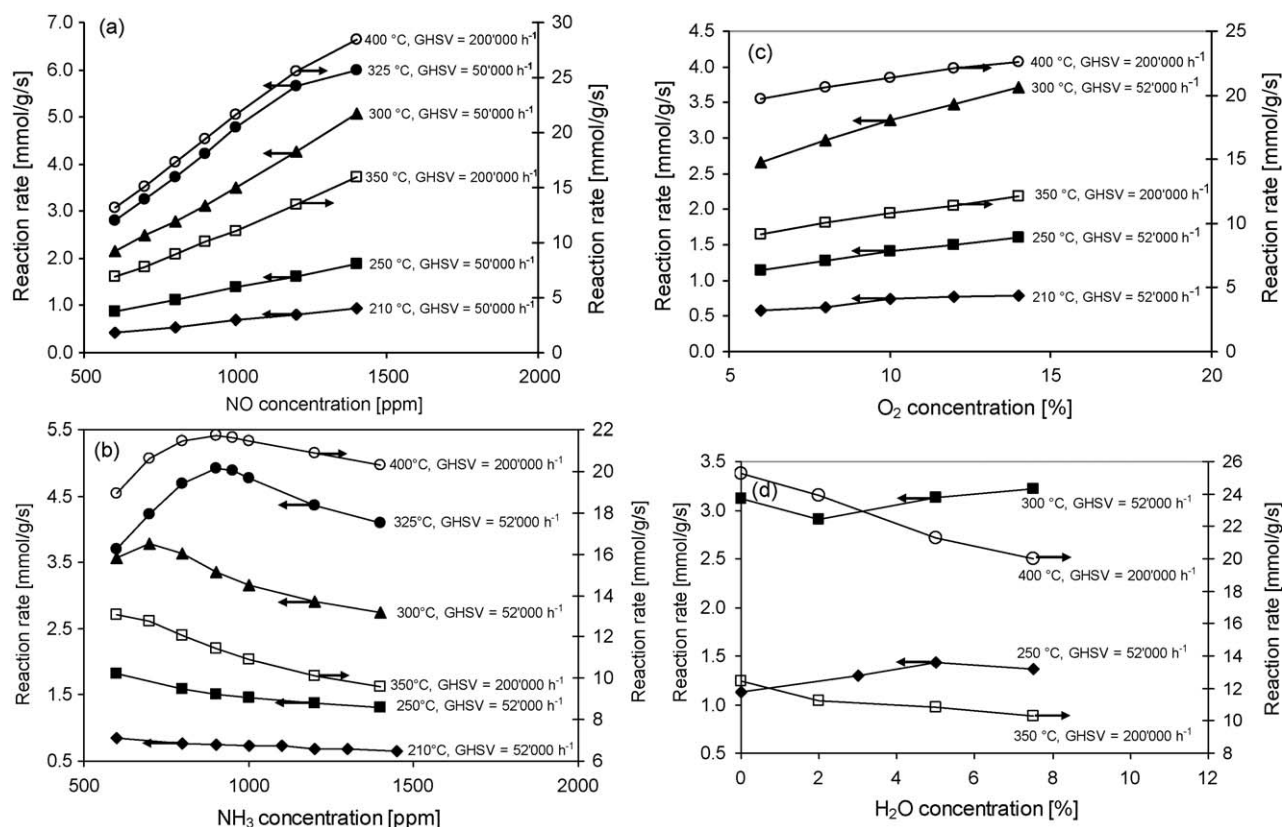 (a)
Reaction rate [mmol/g/s]
7.0
6.0
5.0
4.0
3.0
2.0
1.0
0.0
30
25
20
15
10
5
0
Reaction rate [mmol/g/s]
400 °C, GHSV = 200'000 h-1
325 °C, GHSV = 50'000 h-1
300 °C, GHSV = 50'000 h-1
350 °C, GHSV = 200'000 h-1
250 °C, GHSV = 50'000 h-1
210 °C, GHSV = 50'000 h-1
500 1000 1500 2000
NO concentration [ppm]
(c)
Reaction rate [mmol/g/s]
4.5
4.0
3.5
3.0
2.5
2.0
1.5
1.0
0.5
0.0
25
20
15
10
5
0
Reaction rate [mmol/g/s]
400 °C, GHSV = 200'000 h-1
300 °C, GHSV = 52'000 h-1
350 °C, GHSV = 200'000 h-1
250 °C, GHSV = 52'000 h-1
210 °C, GHSV = 52'000 h-1
5 10 15 20
O2 concentration [%]
(b)
Reaction rate [mmol/g/s]
5.5
4.5
3.5
2.5
1.5
0.5
22
20
18
16
14
12
10
8
6
Reaction rate [mmol/g/s]
400°C, GHSV = 200'000 h-1
325°C, GHSV = 52'000 h-1
300°C, GHSV = 52'000 h-1
350°C, GHSV = 200'000 h-1
250°C, GHSV = 52'000 h-1
210°C, GHSV = 52'000 h-1
500 1000 1500 2000
NH3 concentration [ppm]
(d)
Reaction rate [mmol/g/s]
3.5
3.0
2.5
2.0
1.5
1.0
0.5
26
24
22
20
18
16
14
12
10
8
Reaction rate [mmol/g/s]
300 °C, GHSV = 52'000 h-1
400 °C, GHSV = 200'000 h-1
250 °C, GHSV = 52'000 h-1
350 °C, GHSV = 200'000 h-1
0 2 4 6 8 10 12
H2O concentration [%]